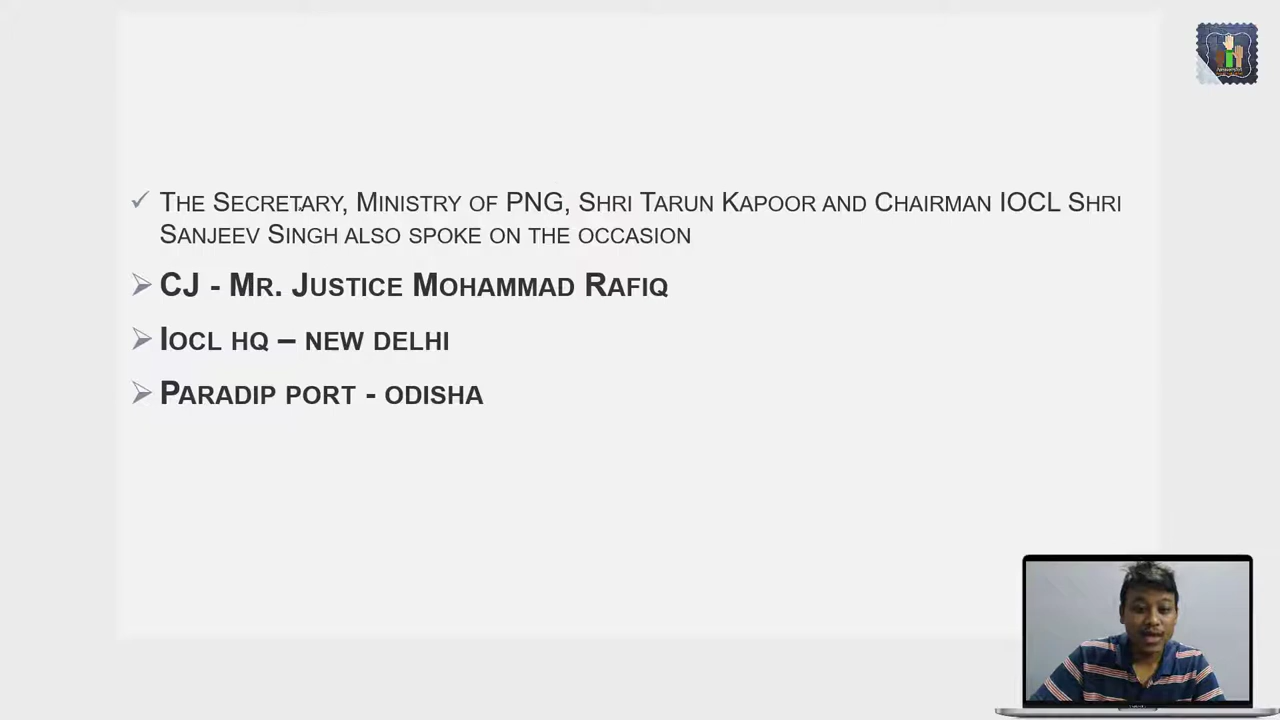 The Secretary, Ministry of PNG, Shri Tarun Kapoor and Chairman IOCL Shri
Sanjeev Singh also spoke on the occasion
CJ - Mr. Justice Mohammad Rafiq
Iocl hq – new delhi
Paradip port - odisha